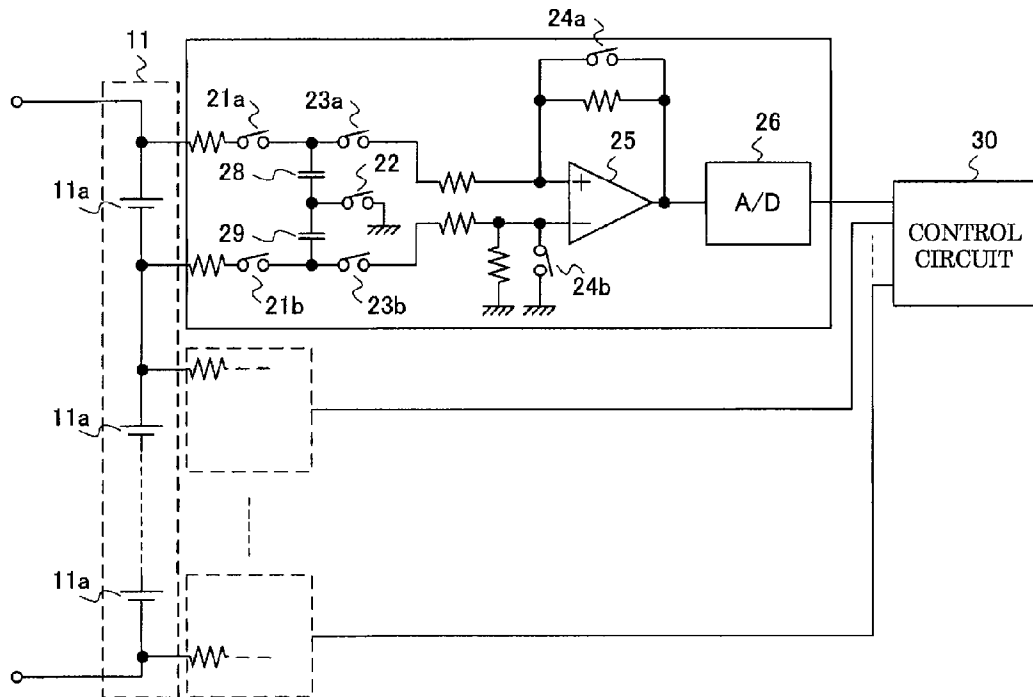 24a
11
21a
23a
22
25
26
30
28
11a
+
A/D
CONTROL
CIRCUIT
29
−
21b
23b
24b
11a
11a